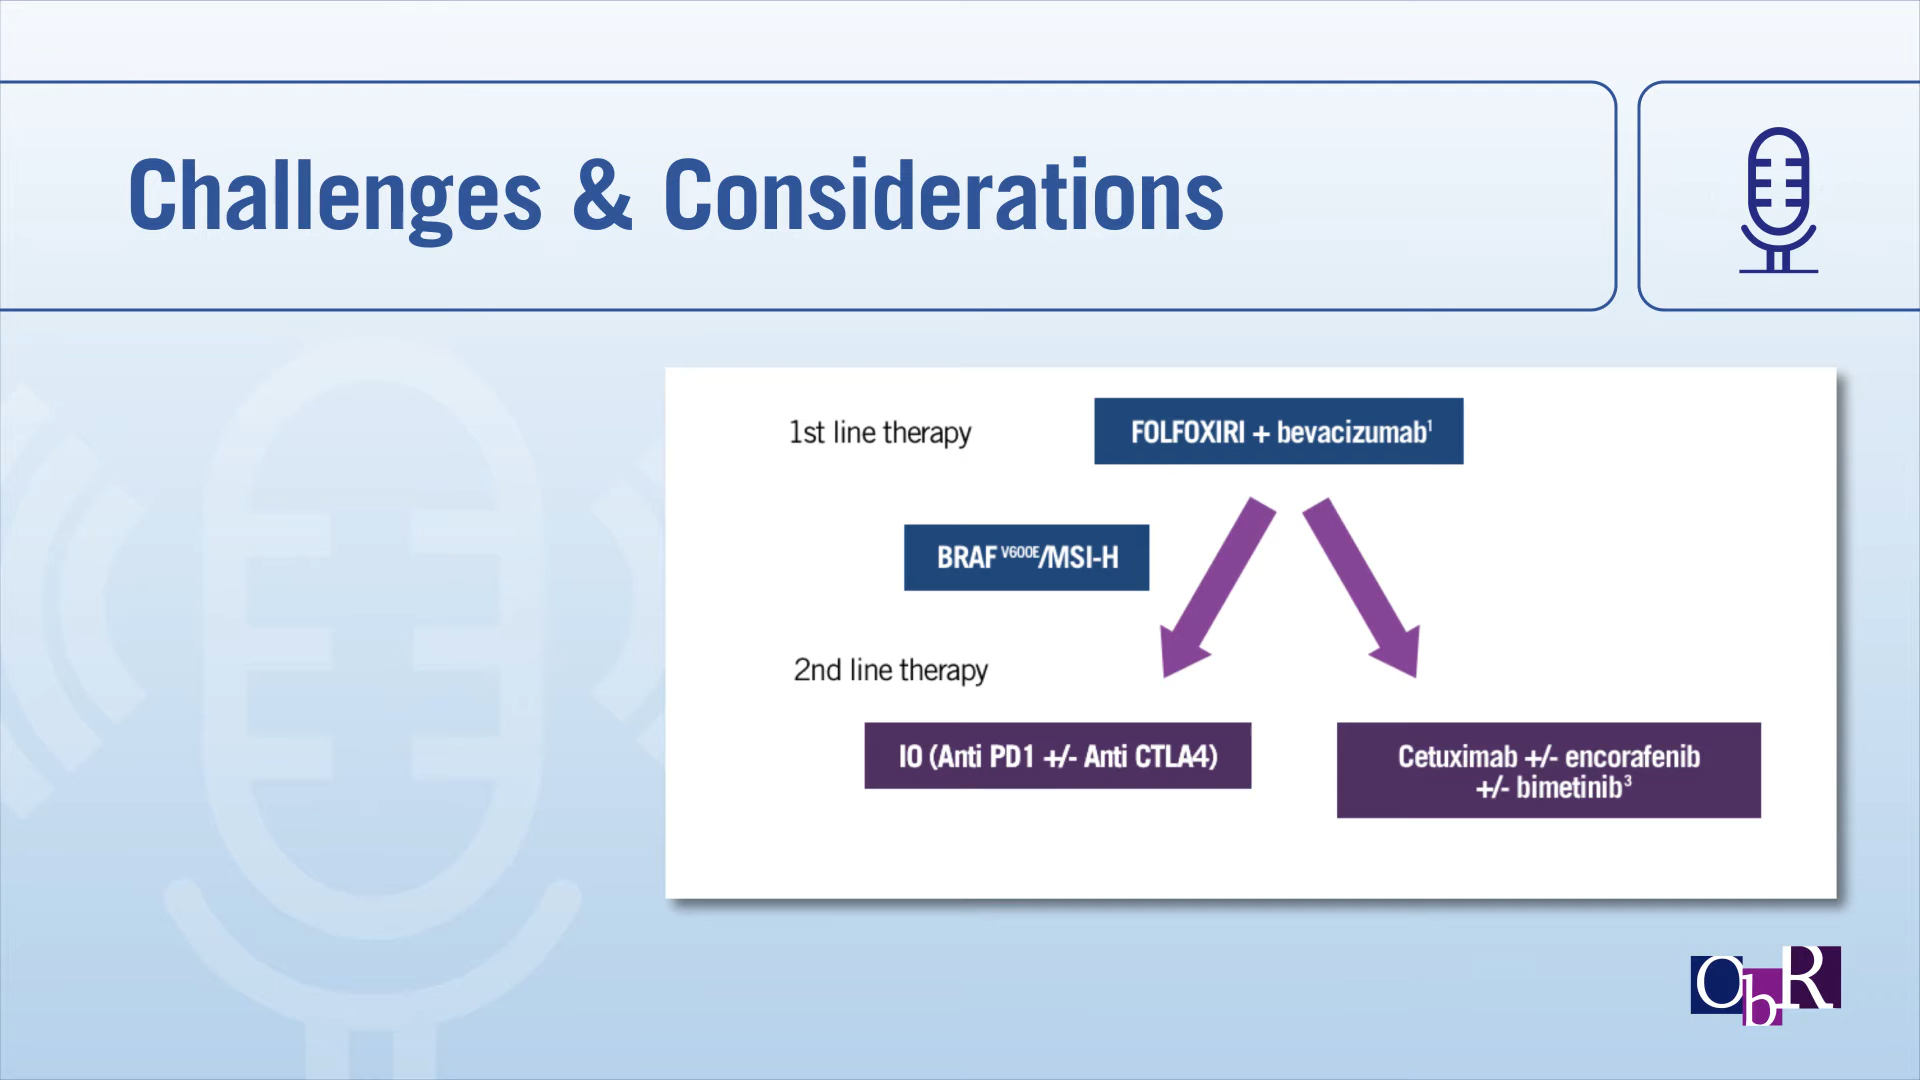 Challenges & Considerations
1st line therapy
FOLFOXIRI + bevacizumab¹
BRAF ⱽ⁶⁰⁰ᴱ/MSI-H
2nd line therapy
IO (Anti PD1 +/- Anti CTLA4)
Cetuximab +/- encorafenib
+/- bimetinib³
ObR